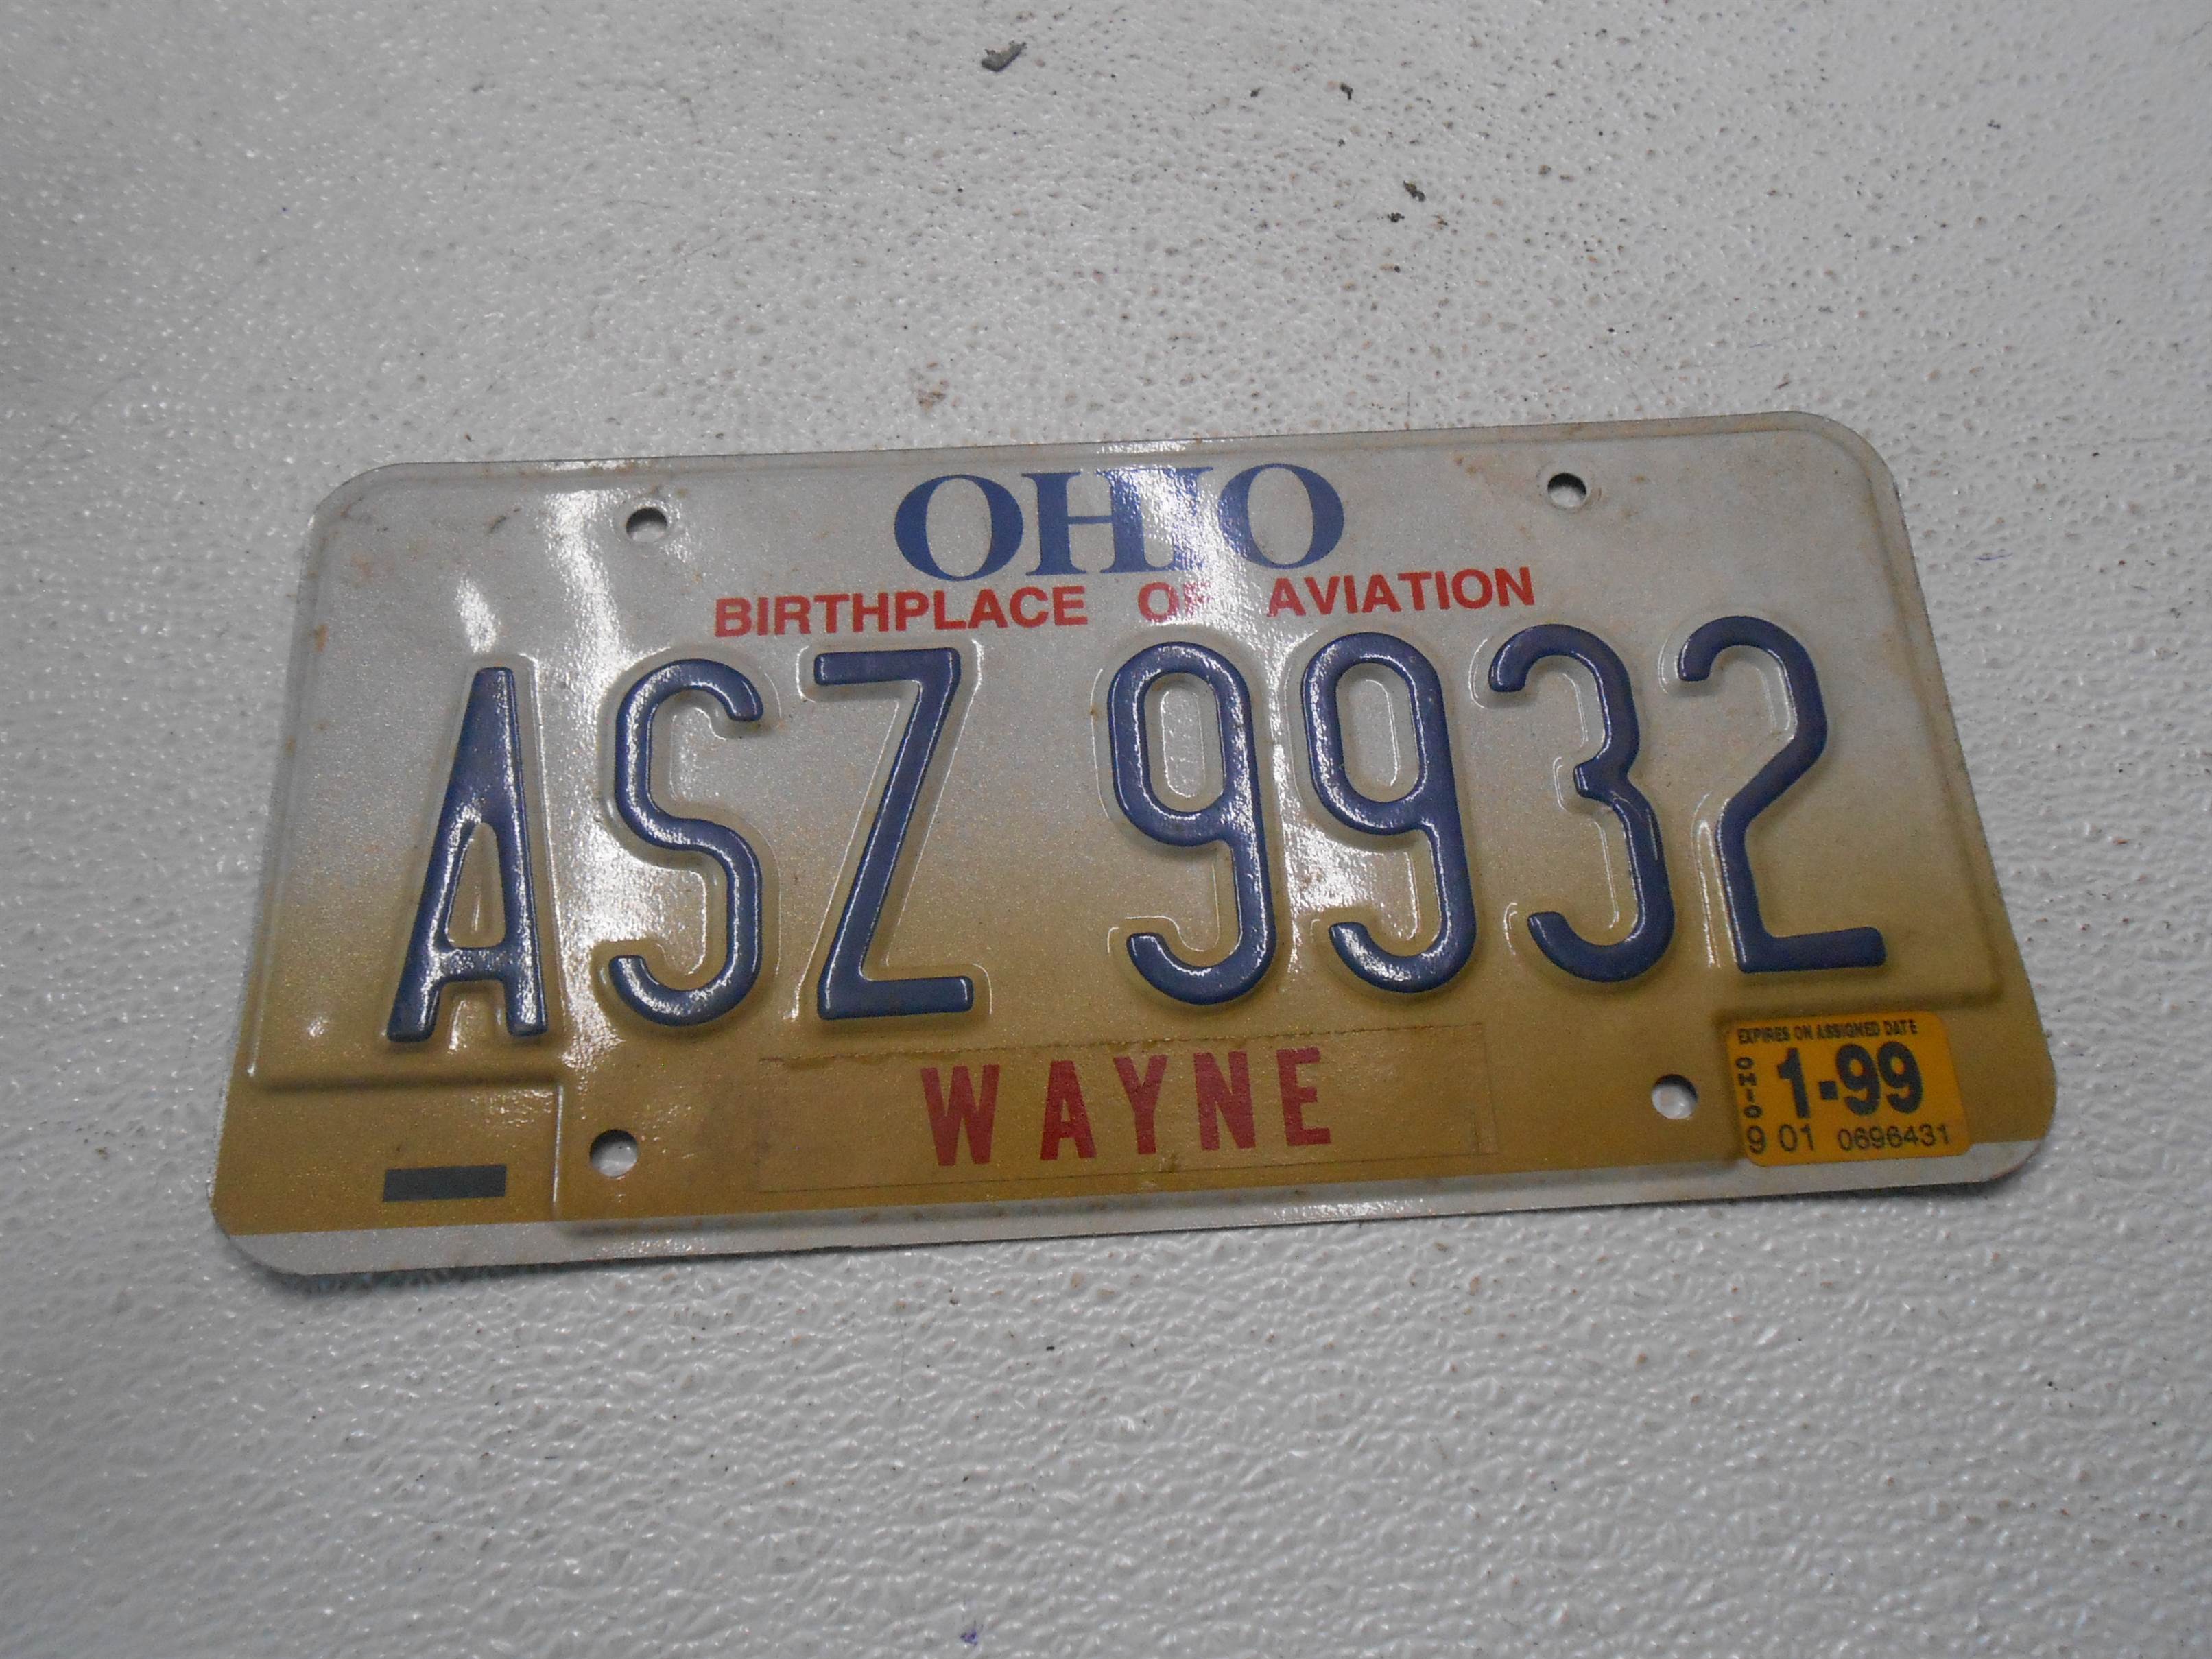 OHIO
BIRTHPLACE OF AVIATION
ASZ 9932
WAYNE
EXPIRES ON ASSIGNED DATE
OHIO
1-99
9 01 0696431